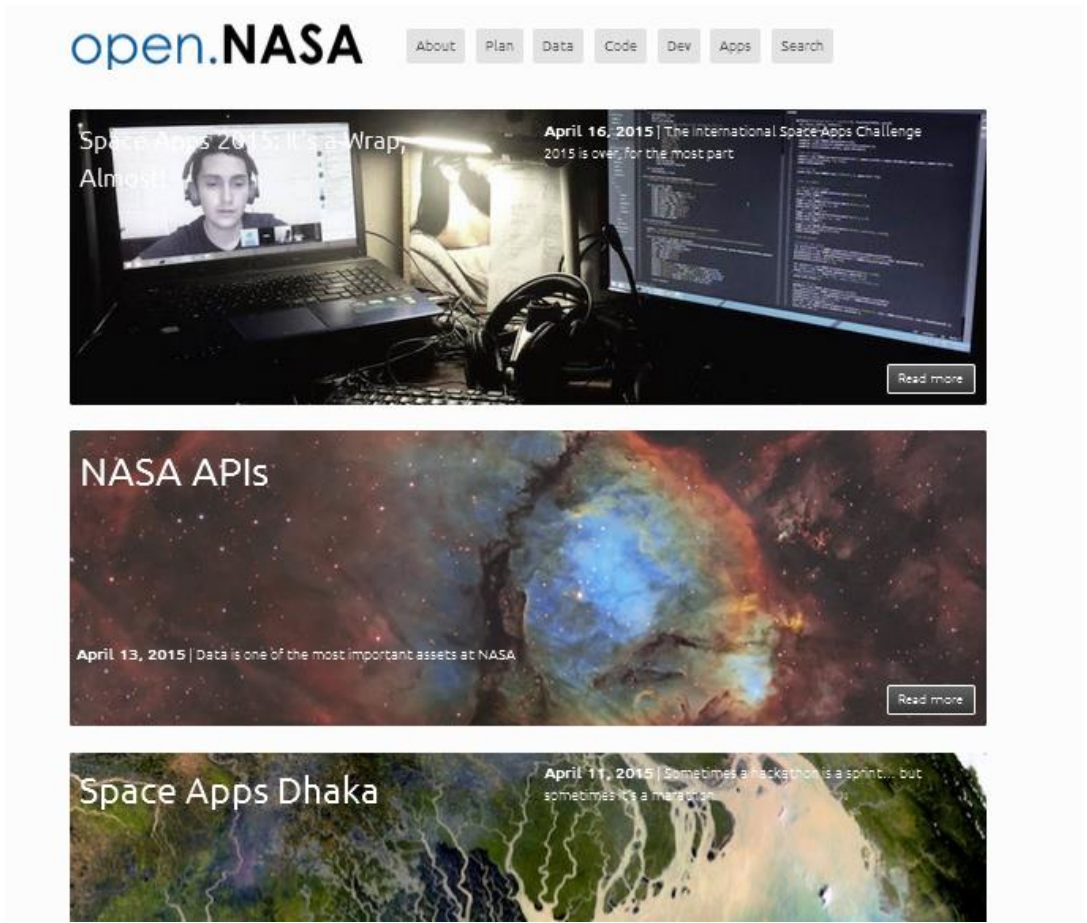 open.NASA
About Plan Data Code Dev Apps Search
Space Apps 2015: It's a Wrap,
Almost!
April 16, 2015 | The International Space Apps Challenge
2015 is over, for the most part
Read more
NASA APIs
April 13, 2015 | Data is one of the most important assets at NASA
Read more
Space Apps Dhaka
April 11, 2015 | Sometimes a hackathon is a sprint... but
sometimes it's a marathon